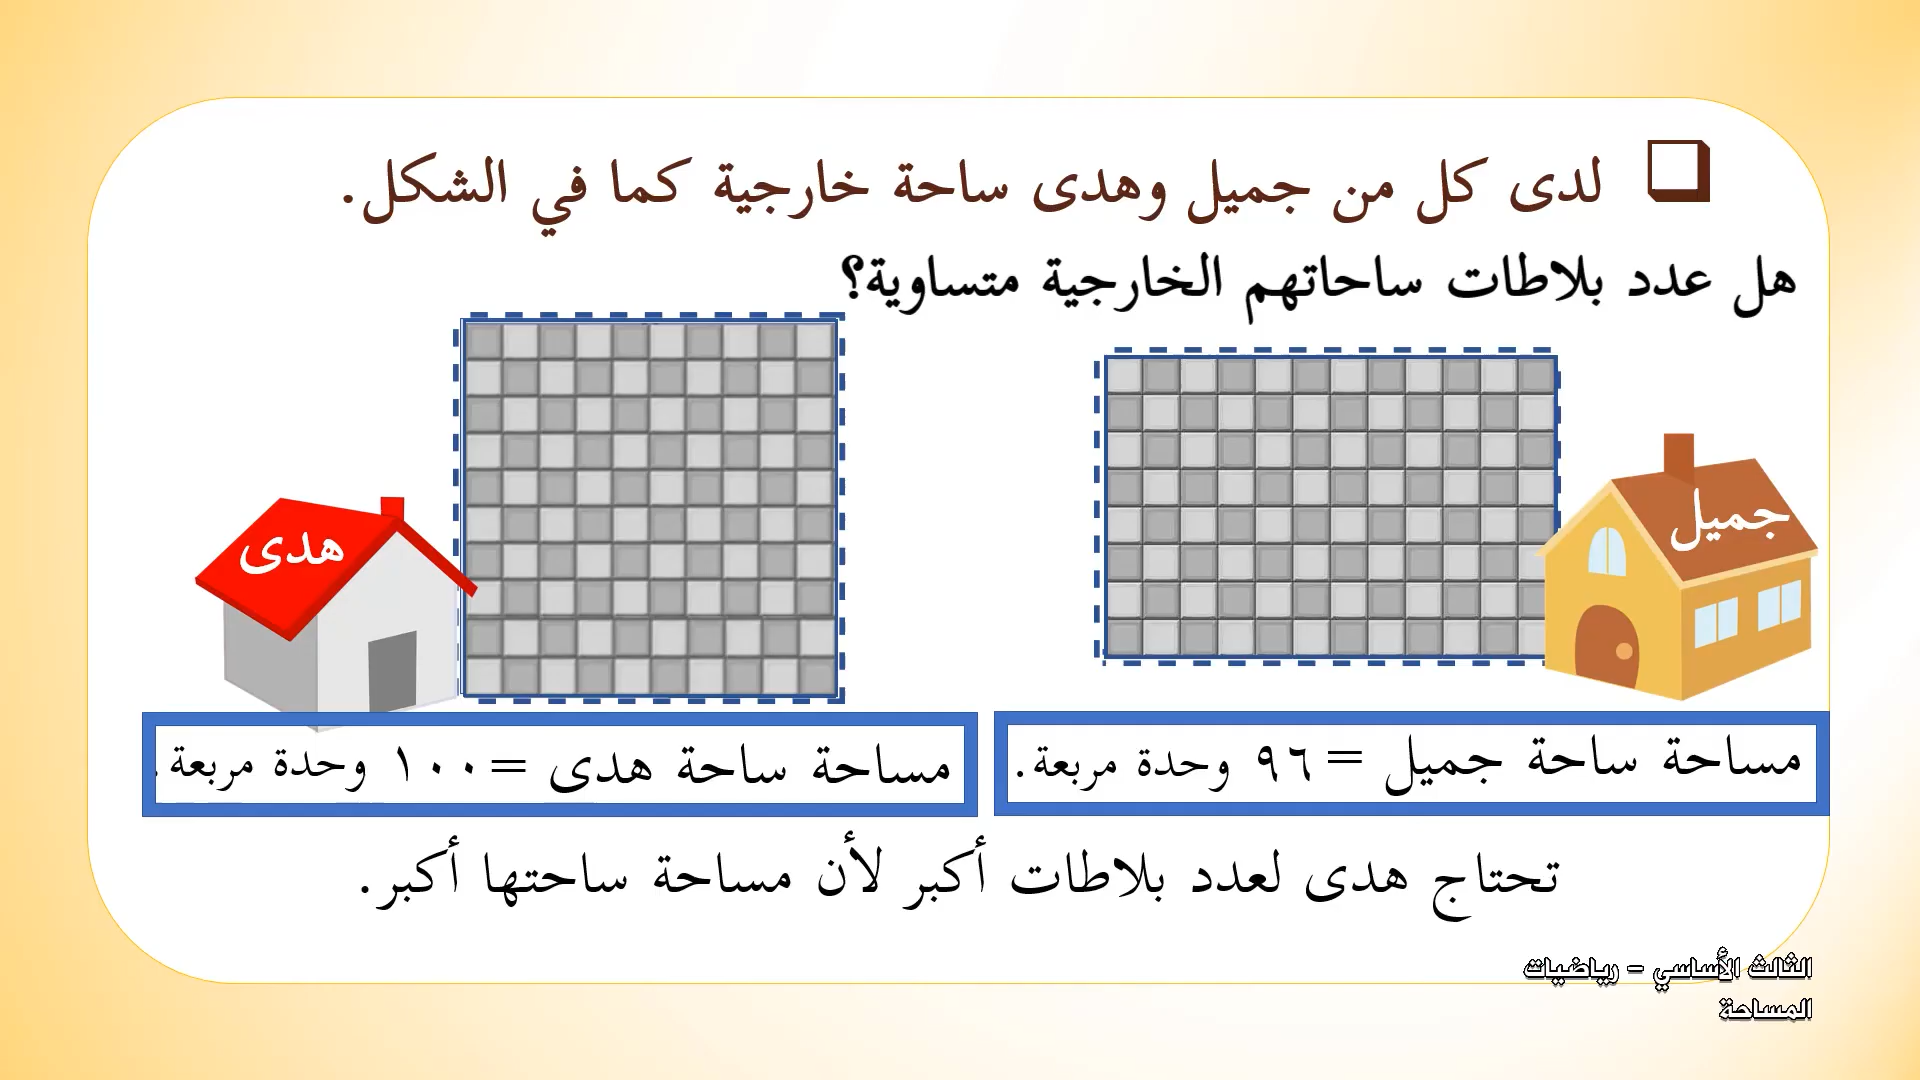 لدى كل من جميل وهدى ساحة خارجية كما في الشكل.
هل عدد بلاطات ساحاتهم الخارجية متساوية؟
جميل
هدى
مساحة ساحة جميل = ٩٦ وحدة مربعة.
مساحة ساحة هدى = ١٠٠ وحدة مربعة.
تحتاج هدى لعدد بلاطات أكبر لأن مساحة ساحتها أكبر.
الثالث الأساسي - رياضيات
المساحة